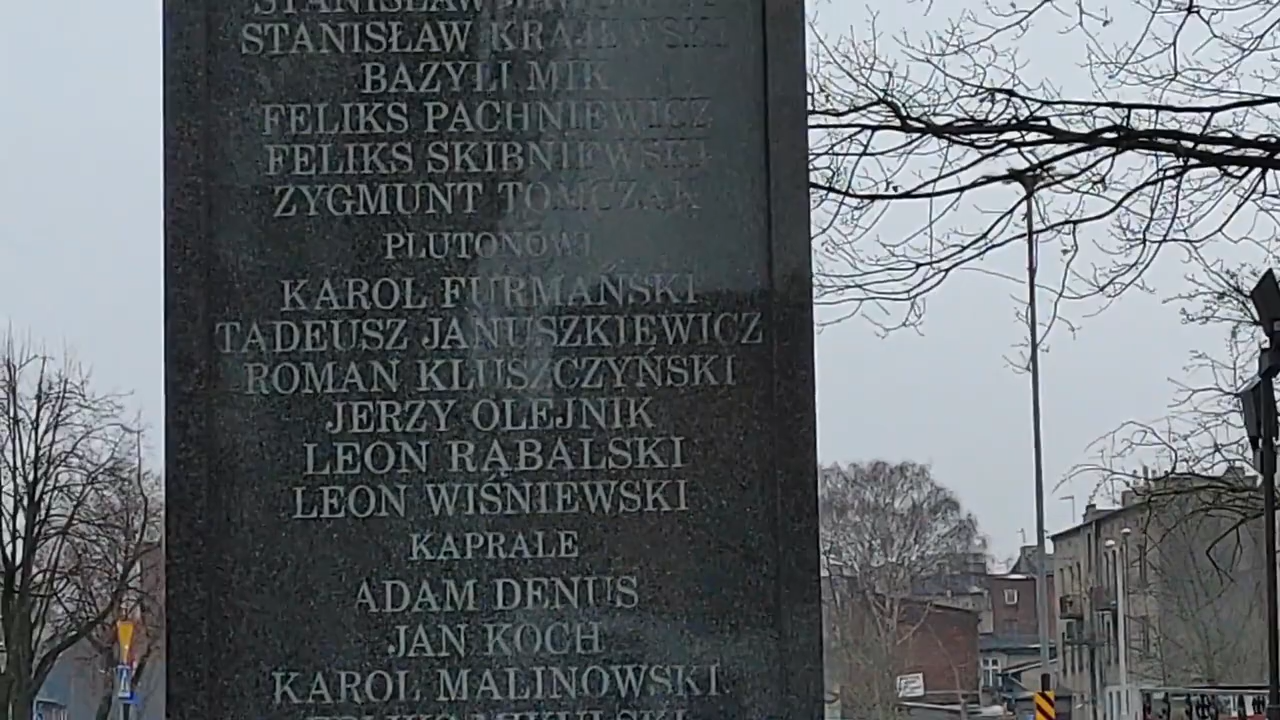 STANISŁAW
STANISŁAW KRAJEWSKI
BAZYLI MIK
FELIKS PACHNIEWICZ
FELIKS SKIBNIEWSKI
ZYGMUNT TOMCZAK
PLUTONOWI
KAROL FURMAŃSKI
TADEUSZ JANUSZKIEWICZ
ROMAN KLUSZCZYŃSKI
JERZY OLEJNIK
LEON RĄBALSKI
LEON WIŚNIEWSKI
KAPRALE
ADAM DENUS
JAN KOCH
KAROL MALINOWSKI